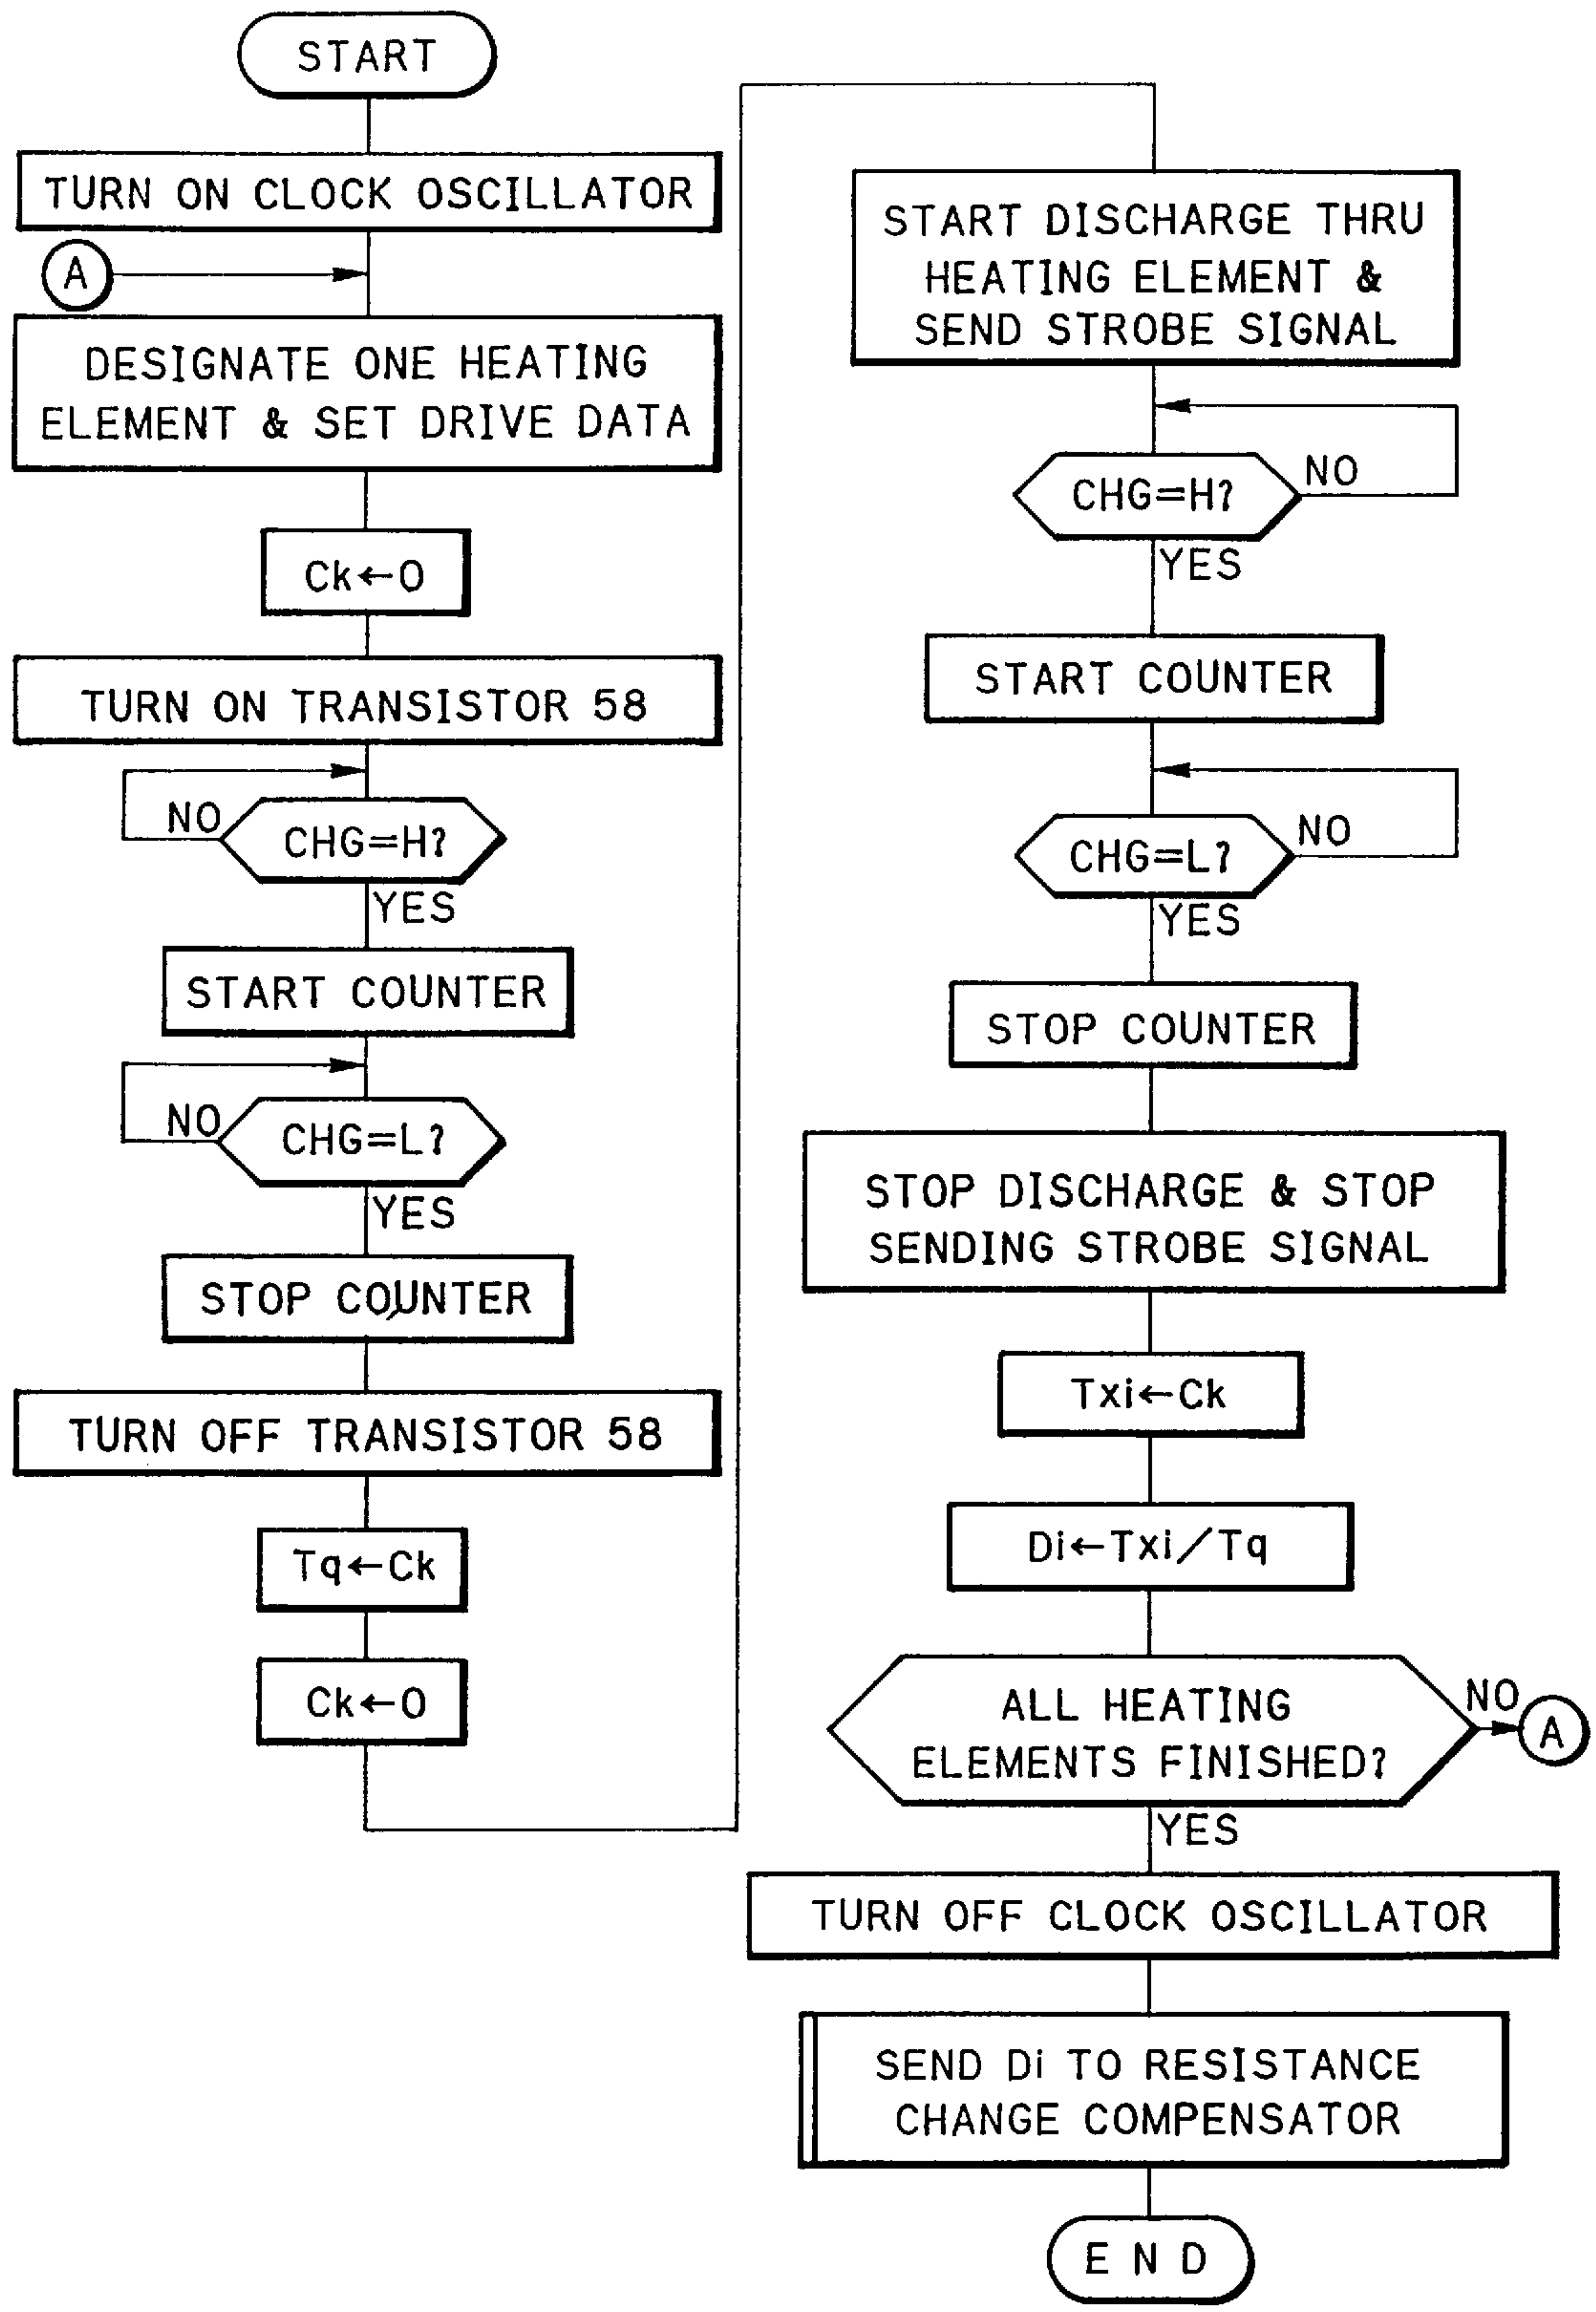 START
TURN ON CLOCK OSCILLATOR
A
DESIGNATE ONE HEATING
ELEMENT & SET DRIVE DATA
Ck←0
TURN ON TRANSISTOR 58
NO
CHG=H?
YES
START COUNTER
NO
CHG=L?
YES
STOP COUNTER
TURN OFF TRANSISTOR 58
Tq←Ck
Ck←0
START DISCHARGE THRU
HEATING ELEMENT &
SEND STROBE SIGNAL
CHG=H?
NO
YES
START COUNTER
CHG=L?
NO
YES
STOP COUNTER
STOP DISCHARGE & STOP
SENDING STROBE SIGNAL
Txi←Ck
Di←Txi/Tq
ALL HEATING
ELEMENTS FINISHED?
NO
A
YES
TURN OFF CLOCK OSCILLATOR
SEND Di TO RESISTANCE
CHANGE COMPENSATOR
END